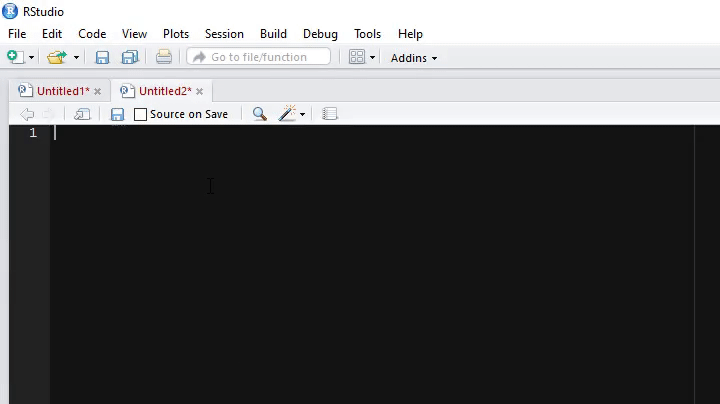 RStudio
File Edit Code View Plots Session Build Debug Tools Help
Go to file/function Addins
Untitled1* Untitled2*
Source on Save
1